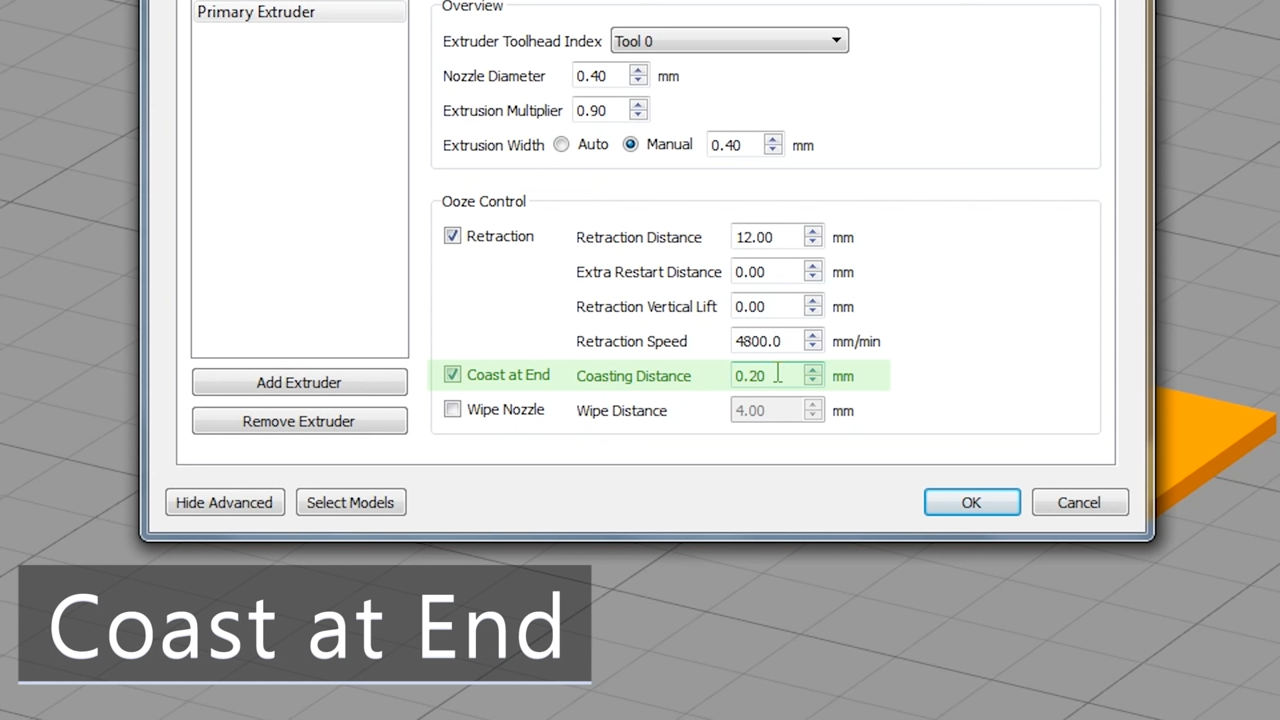 Primary Extruder
Overview
Extruder Toolhead Index Tool 0
Nozzle Diameter 0.40 mm
Extrusion Multiplier 0.90
Extrusion Width Auto Manual 0.40 mm
Ooze Control
Retraction Retraction Distance 12.00 mm
Extra Restart Distance 0.00 mm
Retraction Vertical Lift 0.00 mm
Retraction Speed 4800.0 mm/min
Coast at End Coasting Distance 0.20 mm
Wipe Nozzle Wipe Distance 4.00 mm
Add Extruder
Remove Extruder
Hide Advanced Select Models OK Cancel
Coast at End